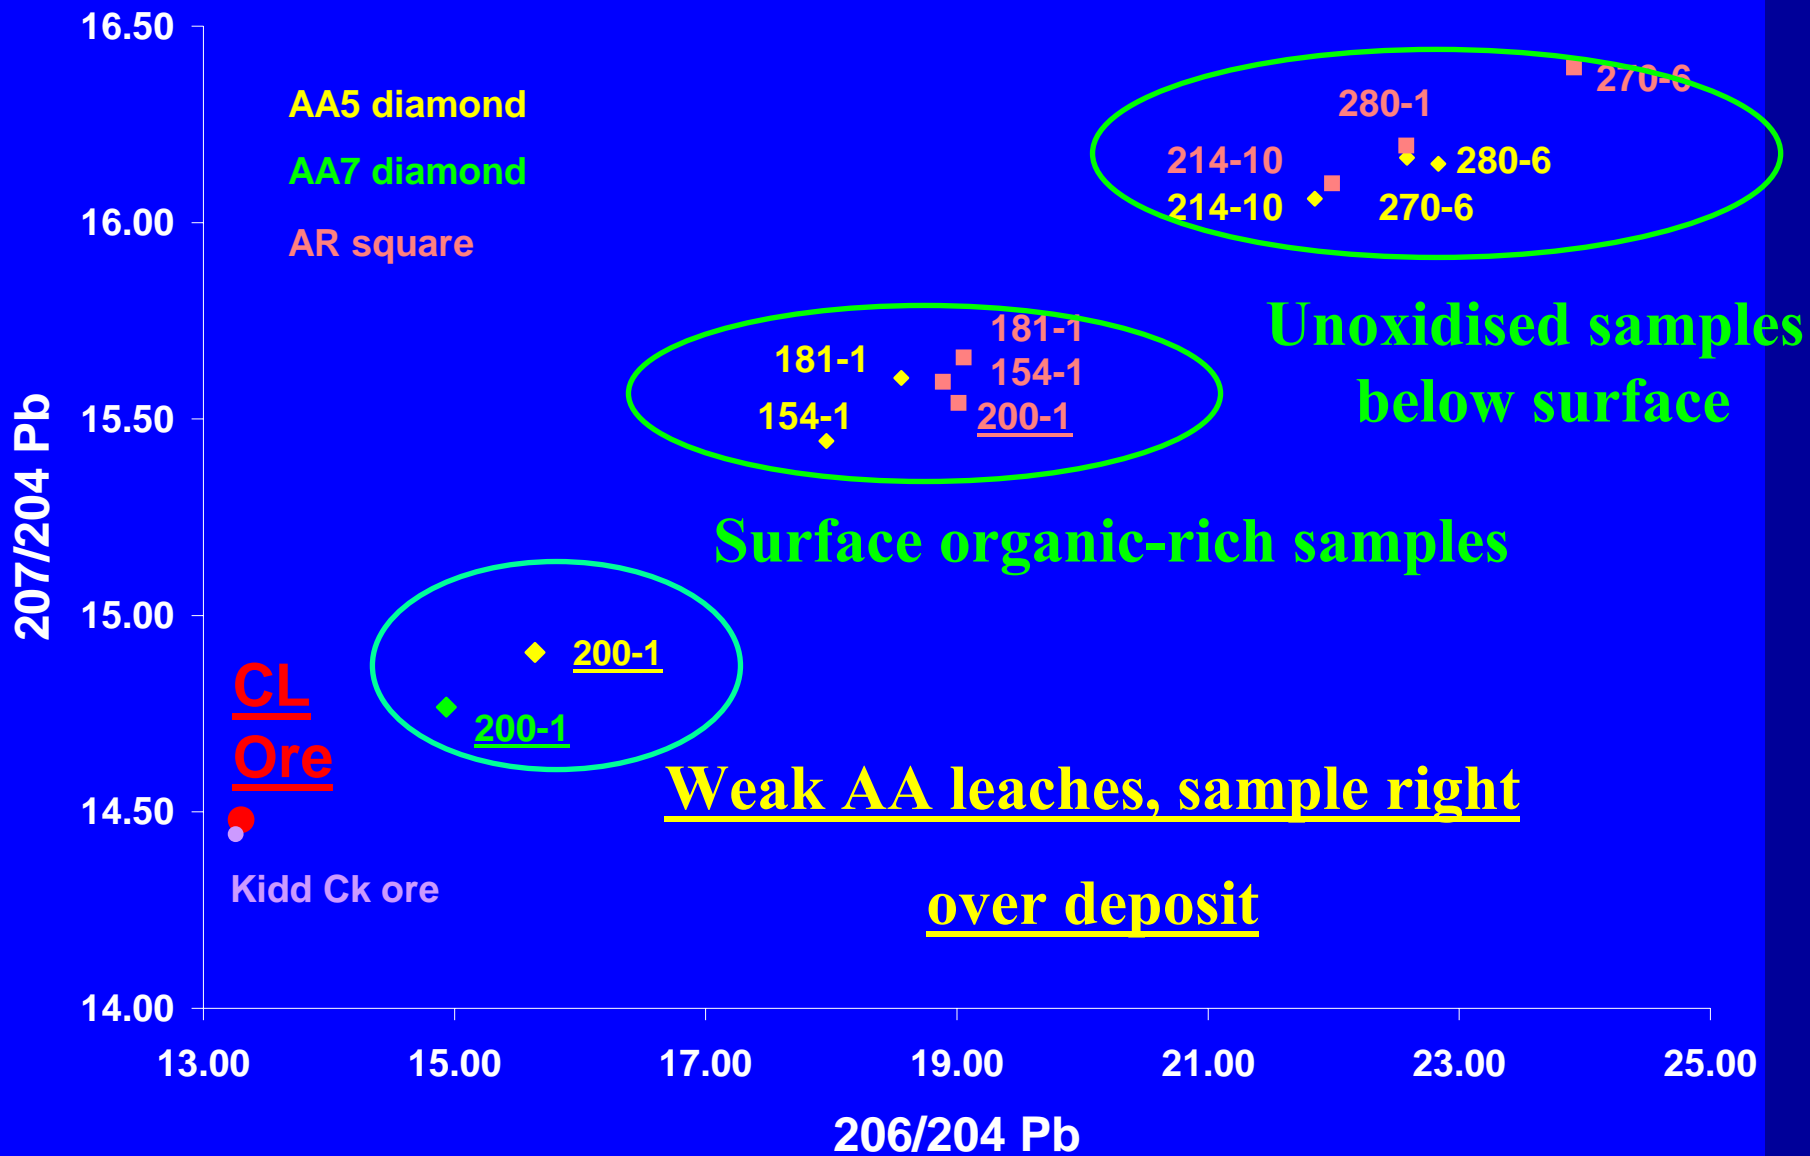 16.50
270-6
AA5 diamond
280-1
214-10
280-6
AA7 diamond
214-10
270-6
16.00
AR square
Unoxidised samples
below surface
181-1
181-1
154-1
154-1
200-1
15.50
207/204 Pb
Surface organic-rich samples
15.00
200-1
CL
Ore
200-1
Weak AA leaches, sample right
over deposit
14.50
Kidd Ck ore
14.00
13.00
15.00
17.00
19.00
21.00
23.00
25.00
206/204 Pb